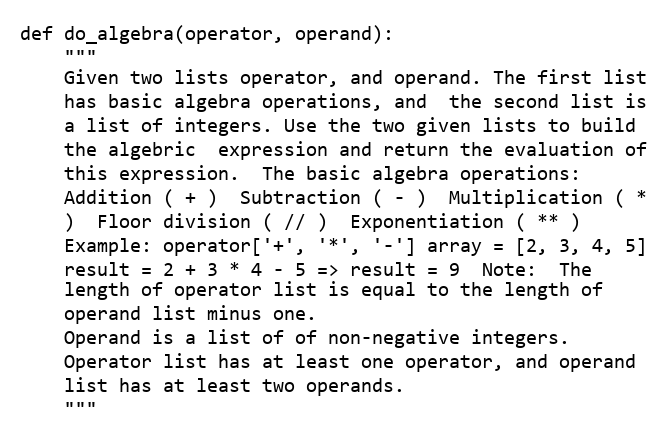 def do_algebra(operator, operand):
"""
Given two lists operator, and operand. The first list
has basic algebra operations, and  the second list is
a list of integers. Use the two given lists to build
the algebric  expression and return the evaluation of
this expression.  The basic algebra operations:
Addition ( + )  Subtraction ( - )  Multiplication ( *
)  Floor division ( // )  Exponentiation ( ** )
Example: operator['+', '*', '-'] array = [2, 3, 4, 5]
result = 2 + 3 * 4 - 5 => result = 9  Note:  The
length of operator list is equal to the length of
operand list minus one.
Operand is a list of of non-negative integers.
Operator list has at least one operator, and operand
list has at least two operands.
"""